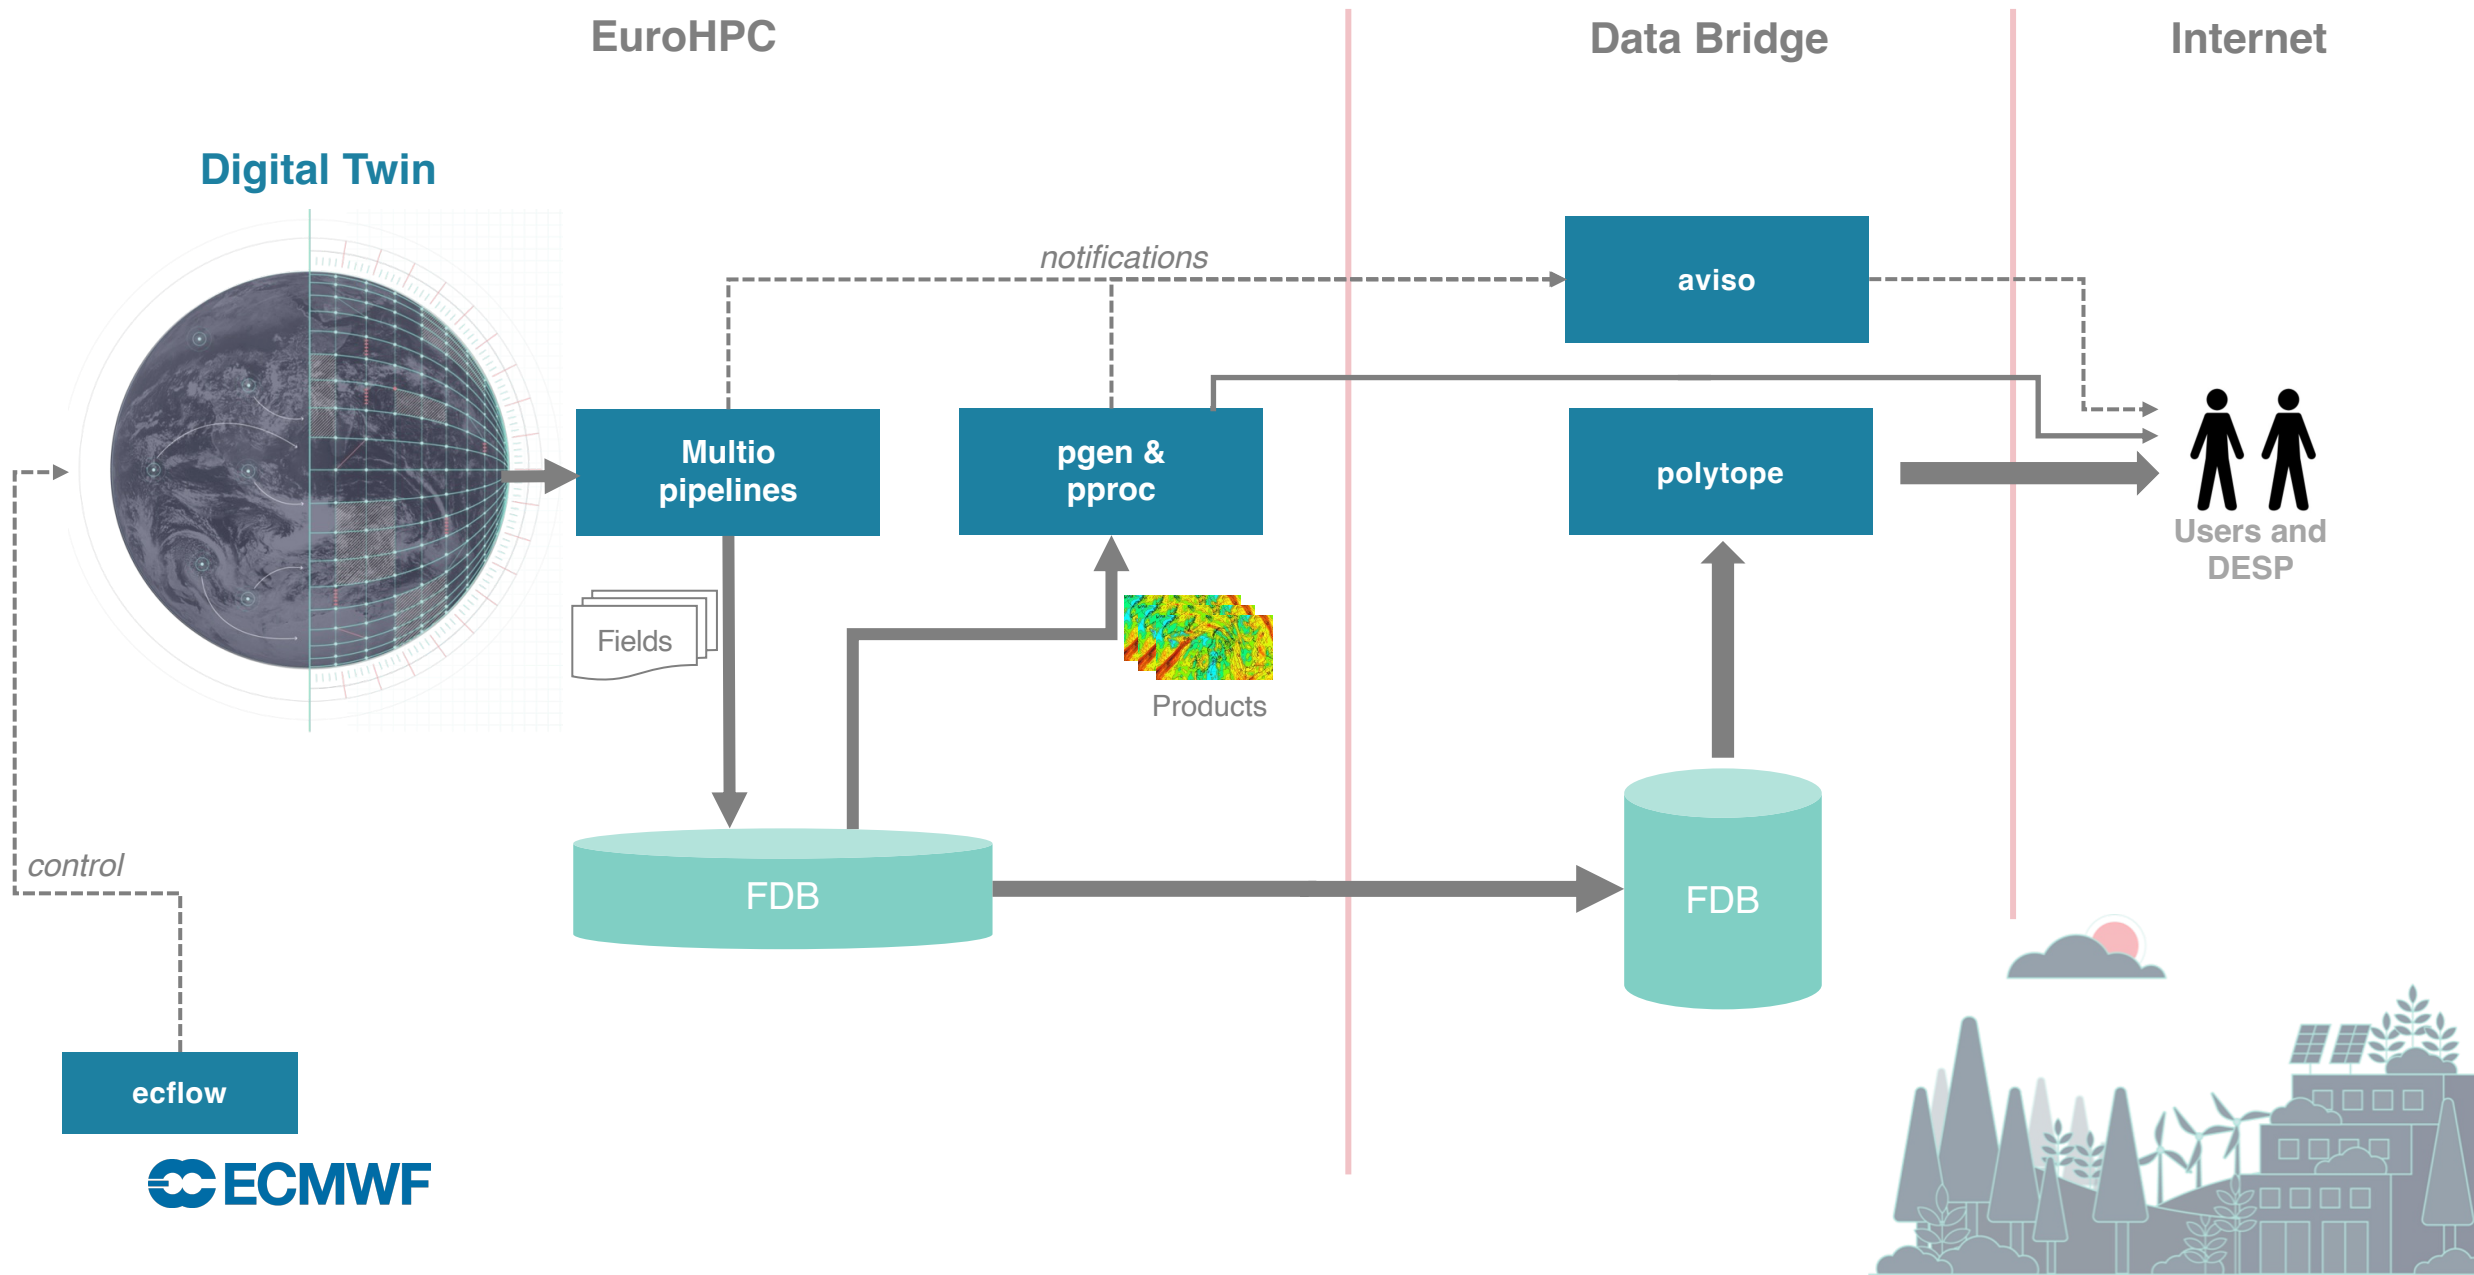 EuroHPC
Data Bridge
Internet
Digital Twin
notifications
aviso
Multio
pipelines
pgen &
pproc
polytope
Users and
DESP
Fields
Products
control
FDB
FDB
ecflow
ECMWF